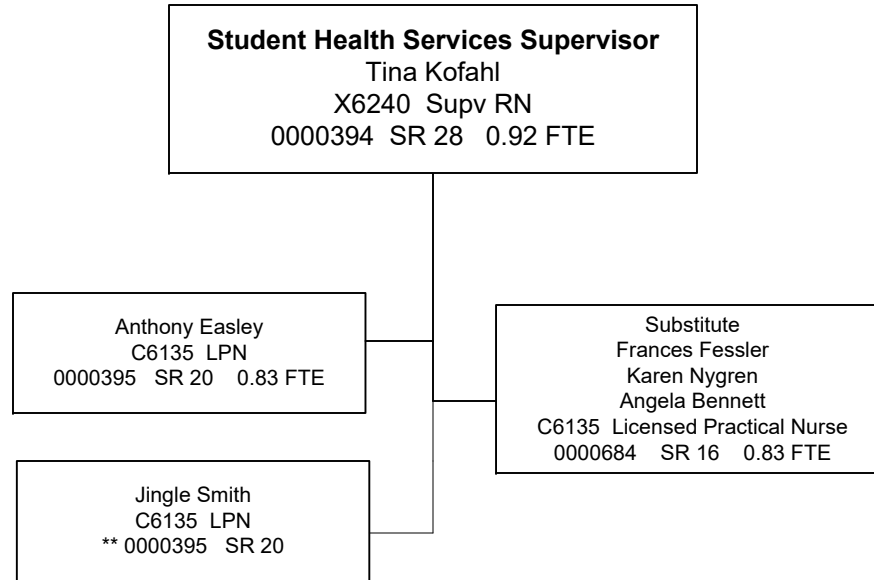 Student Health Services Supervisor
Tina Kofahl
X6240 Supv RN
0000394 SR 28 0.92 FTE
Anthony Easley
C6135 LPN
0000395 SR 20 0.83 FTE
Substitute
Frances Fessler
Karen Nygren
Angela Bennett
C6135 Licensed Practical Nurse
0000684 SR 16 0.83 FTE
Jingle Smith
C6135 LPN
** 0000395 SR 20